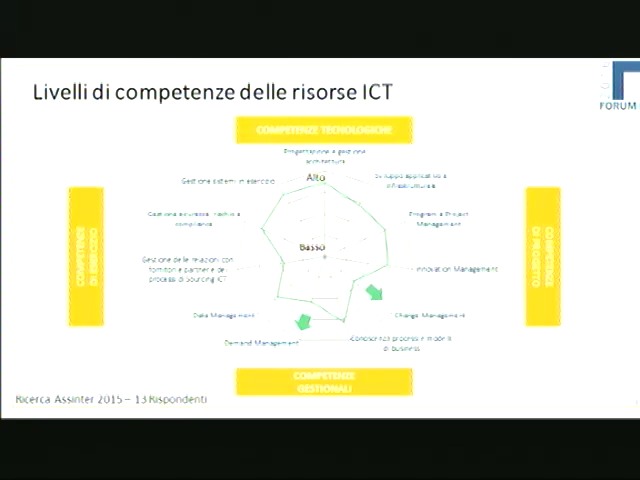 Livelli di competenze delle risorse ICT
FORUM
COMPETENZE TECNOLOGICHE
Progettazione e gestione
architettura
Gestione sistemi in esercizio
Alto
Sviluppo applicativo e
infrastrutturale
Gestione sicurezza, rischio e
compliance
Program e Project
Management
COMPETENZE
DI ESERCIZIO
COMPETENZE
DI PROGETTO
Basso
Gestione delle relazioni con
fornitori e partner e dei
processi di Sourcing ICT
Innovation Management
Data Management
Change Management
Demand Management
Conoscenza processi e modelli
di business
COMPETENZE
GESTIONALI
Ricerca Assinter 2015 – 13 Rispondenti